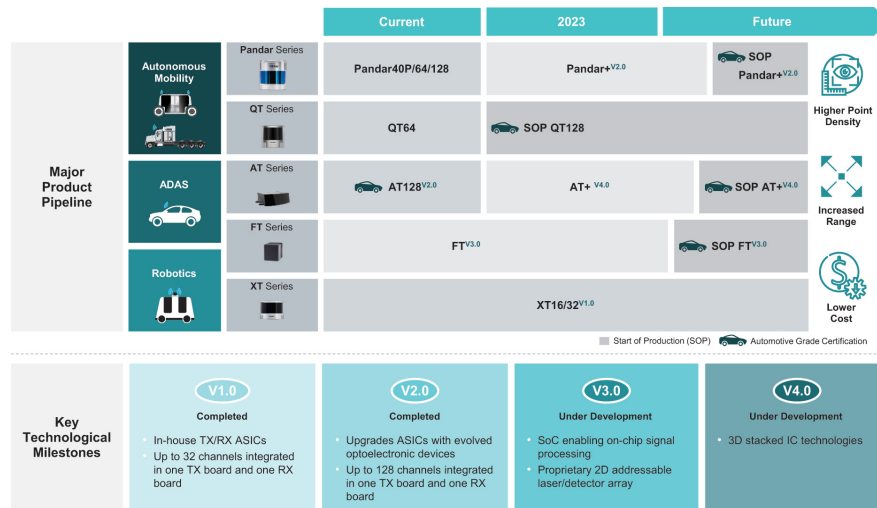 Current
2023
Future
Major
Product
Pipeline
Autonomous
Mobility
Pandar Series
Pandar40P/64/128
Pandar+V2.0
SOP
Pandar+V2.0
Higher Point
Density
QT Series
QT64
SOP QT128
ADAS
AT Series
AT128V2.0
AT+ V4.0
SOP AT+V4.0
Increased
Range
FT Series
FTV3.0
SOP FTV3.0
Robotics
XT Series
XT16/32V1.0
Lower
Cost
Start of Production (SOP)
Automotive Grade Certification
Key
Technological
Milestones
V1.0
Completed
• In-house TX/RX ASICs
• Up to 32 channels integrated
in one TX board and one RX
board
V2.0
Completed
• Upgrades ASICs with evolved
optoelectronic devices
• Up to 128 channels integrated
in one TX board and one RX
board
V3.0
Under Development
• SoC enabling on-chip signal
processing
• Proprietary 2D addressable
laser/detector array
V4.0
Under Development
• 3D stacked IC technologies